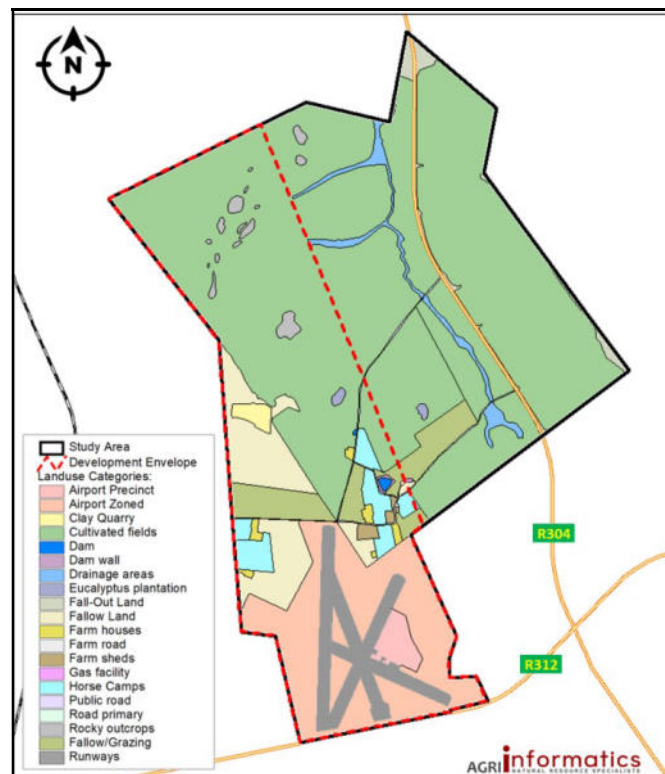 N
Study Area
Development Envelope
Landuse Categories:
Airport Precinct
Airport Zoned
Clay Quarry
Cultivated fields
Dam
Dam wall
Drainage areas
Eucalyptus plantation
Fall-Out Land
Fallow Land
Farm houses
Farm road
Farm sheds
Gas facility
Horse Camps
Public road
Road primary
Rocky outcrops
Fallow/Grazing
Runways
R304
R312
AGRI informatics
NATURAL RESOURCE SPECIALISTS